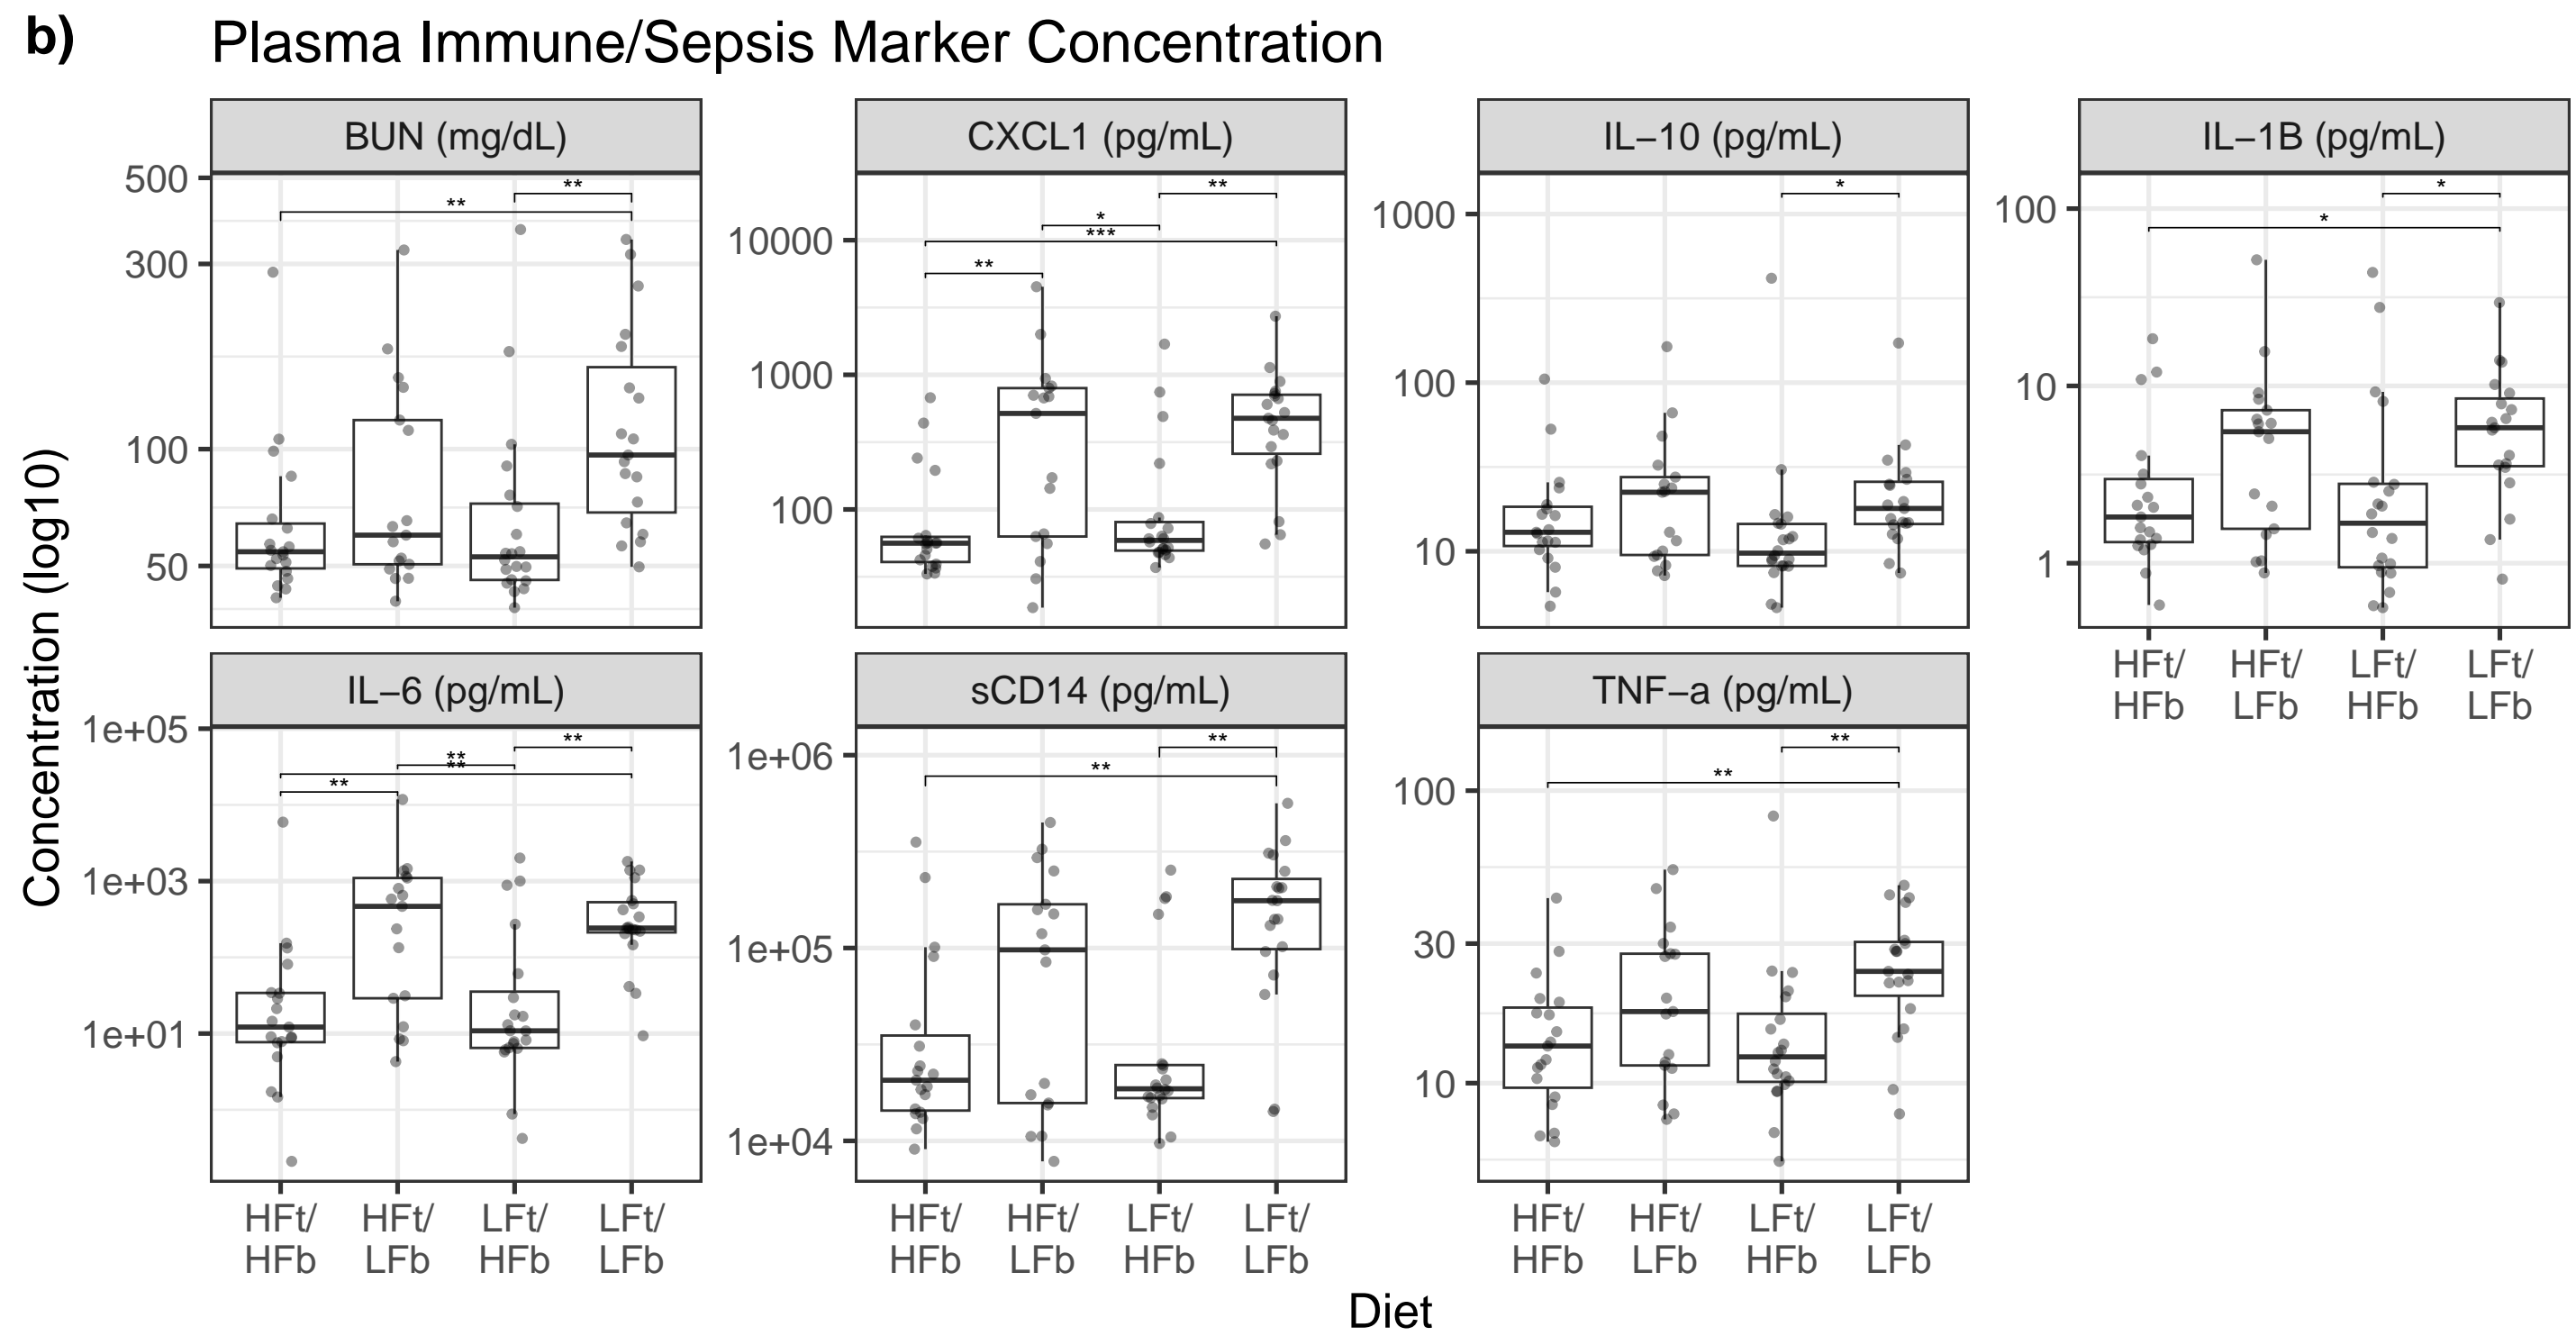 b) Plasma Immune/Sepsis Marker Concentration
BUN (mg/dL)
500
300
100
50
**
**
CXCL1 (pg/mL)
10000
1000
100
**
*
***
**
IL−10 (pg/mL)
1000
100
10
*
IL−1B (pg/mL)
100
10
1
*
*
HFt/ HFt/ LFt/ LFt/
HFb LFb HFb LFb
Concentration (log10)
IL−6 (pg/mL)
1e+05
1e+03
1e+01
**
**
**
**
HFt/ HFt/ LFt/ LFt/
HFb LFb HFb LFb
sCD14 (pg/mL)
1e+06
1e+05
1e+04
**
**
HFt/ HFt/ LFt/ LFt/
HFb LFb HFb LFb
TNF−a (pg/mL)
100
30
10
**
**
HFt/ HFt/ LFt/ LFt/
HFb LFb HFb LFb
Diet